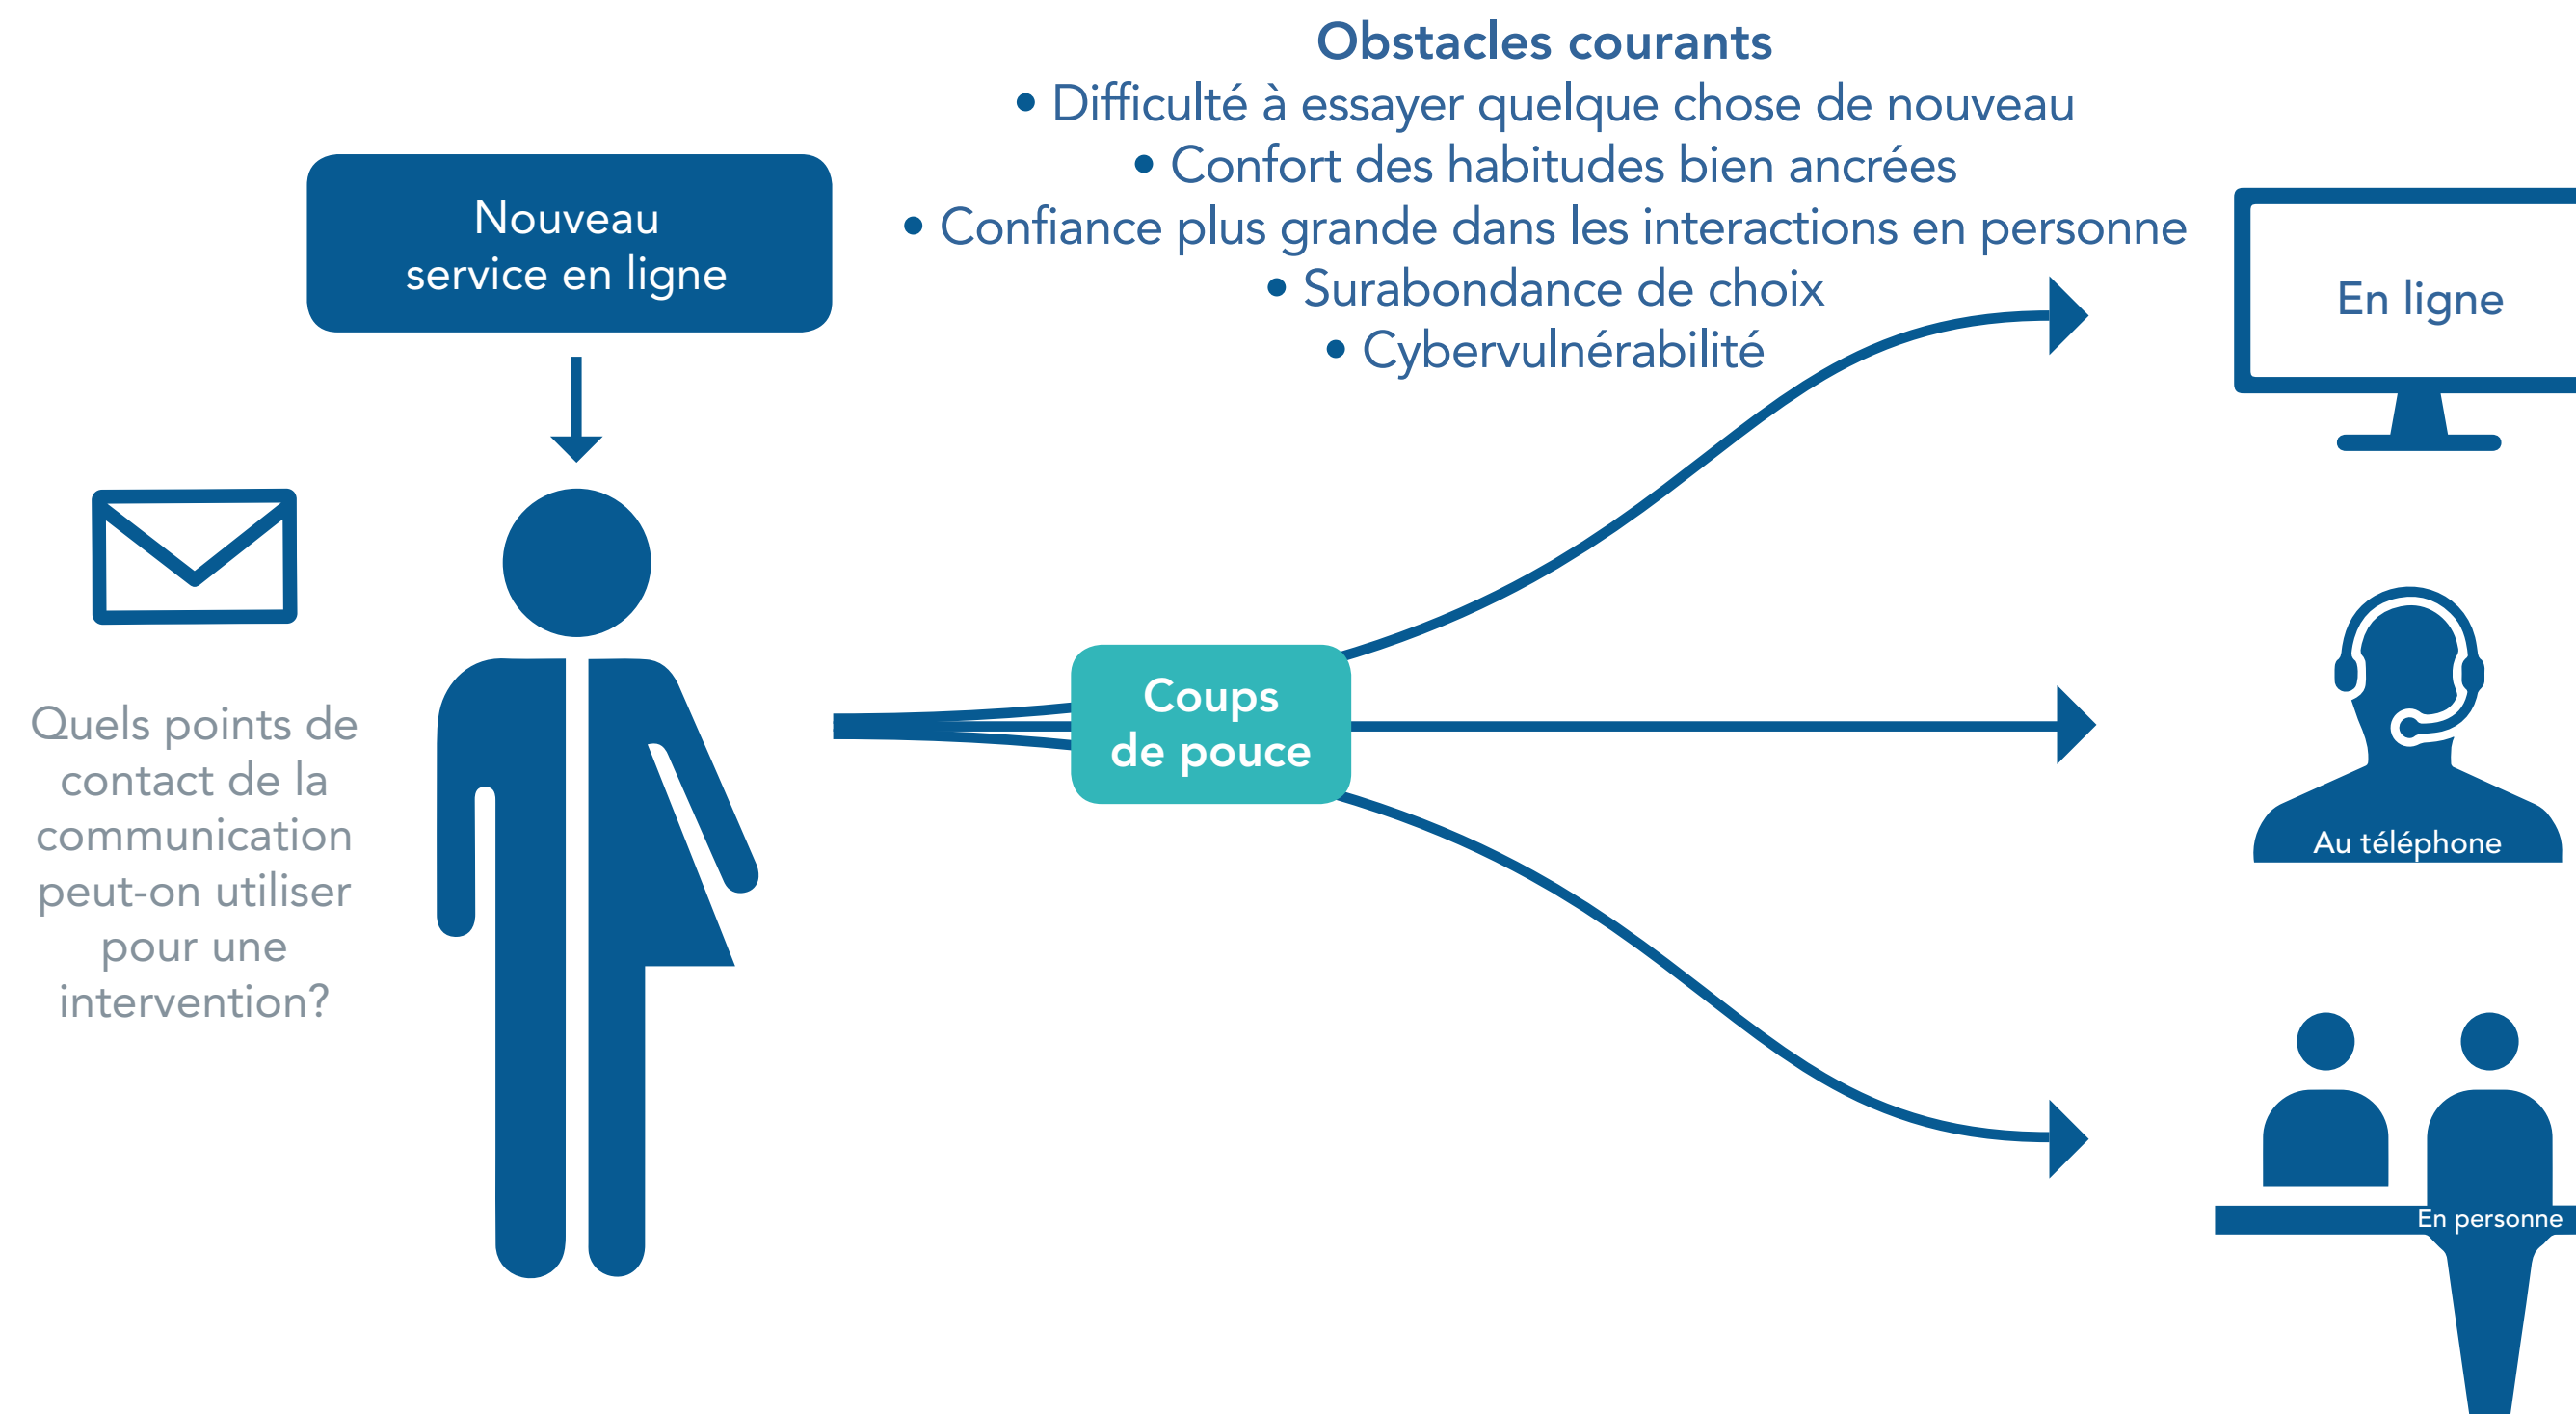 Obstacles courants
• Difficulté à essayer quelque chose de nouveau
• Confort des habitudes bien ancrées
• Confiance plus grande dans les interactions en personne
• Surabondance de choix
• Cybervulnérabilité
Nouveau
service en ligne
En ligne
Quels points de
contact de la
communication
peut-on utiliser
pour une
intervention?
Coups
de pouce
Au téléphone
En personne